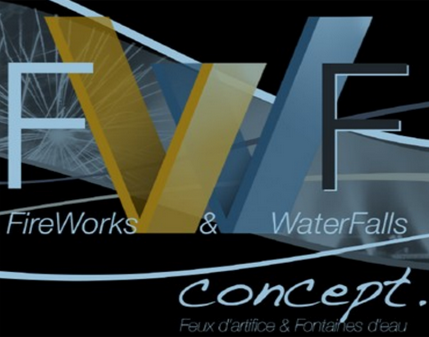 FWF
FireWorks & WaterFalls
concept.
Feux d'artifice & Fontaines d'eau